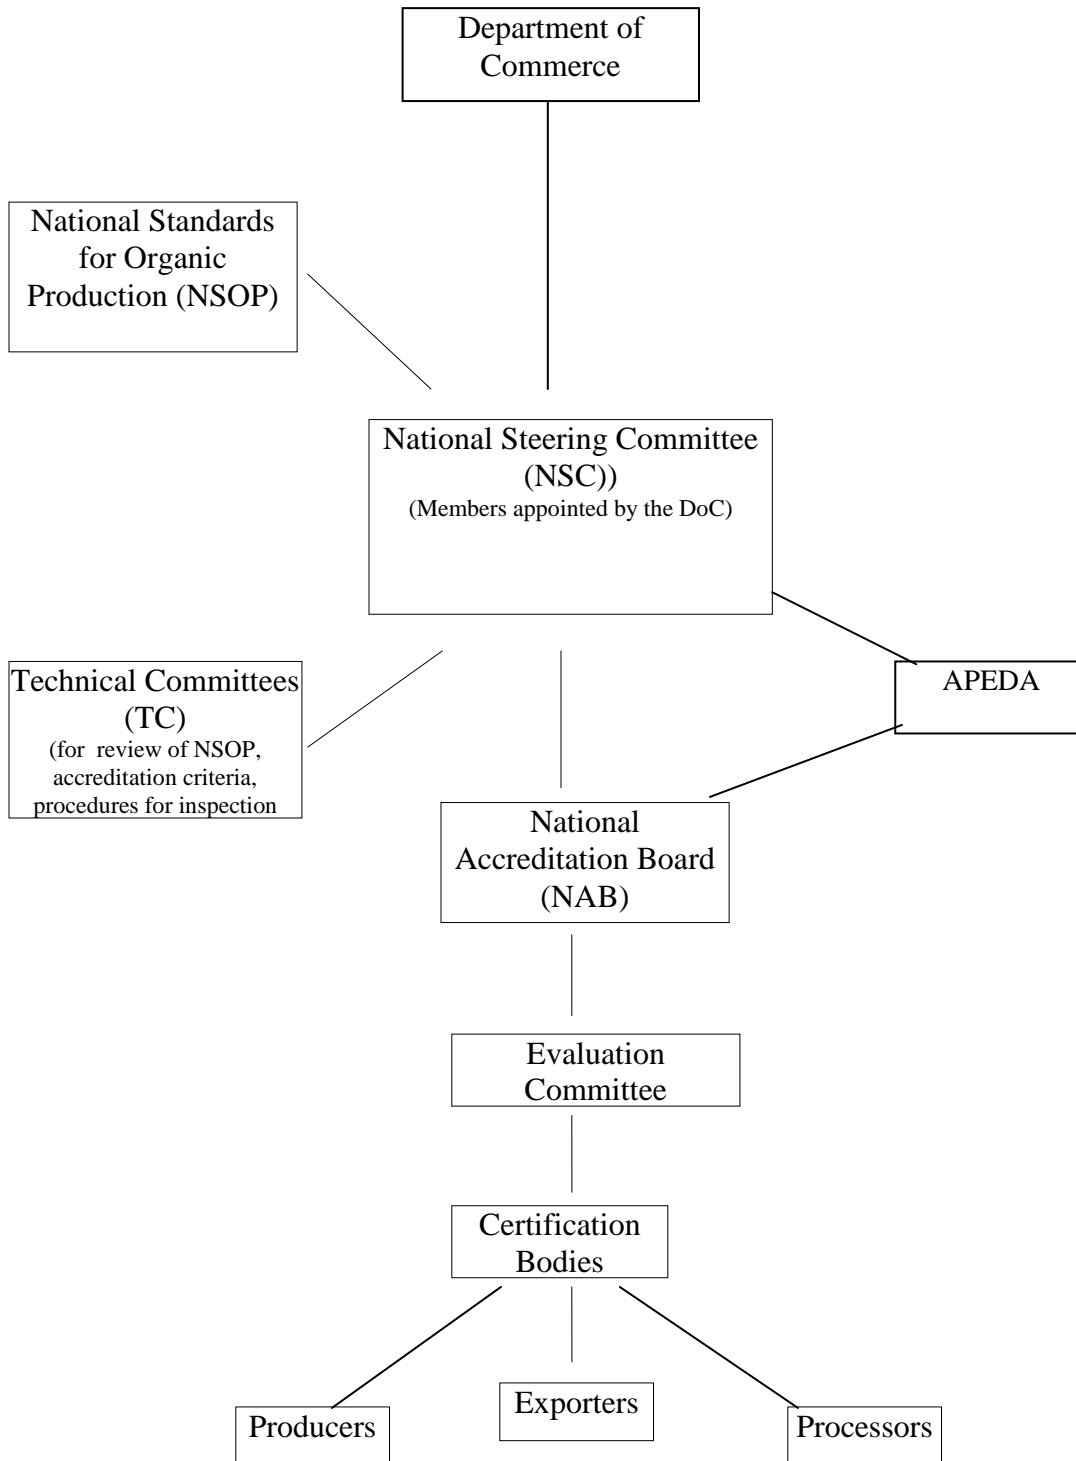 Department of
Commerce
National Standards
for Organic
Production (NSOP)
National Steering Committee
(NSC))
(Members appointed by the DoC)
Technical Committees
(TC)
(for  review of NSOP,
accreditation criteria,
procedures for inspection
APEDA
National
Accreditation Board
(NAB)
Evaluation
Committee
Certification
Bodies
Producers
Exporters
Processors